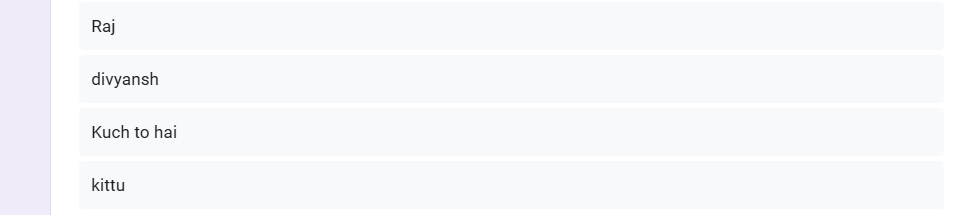 Raj
divyansh
Kuch to hai
kittu